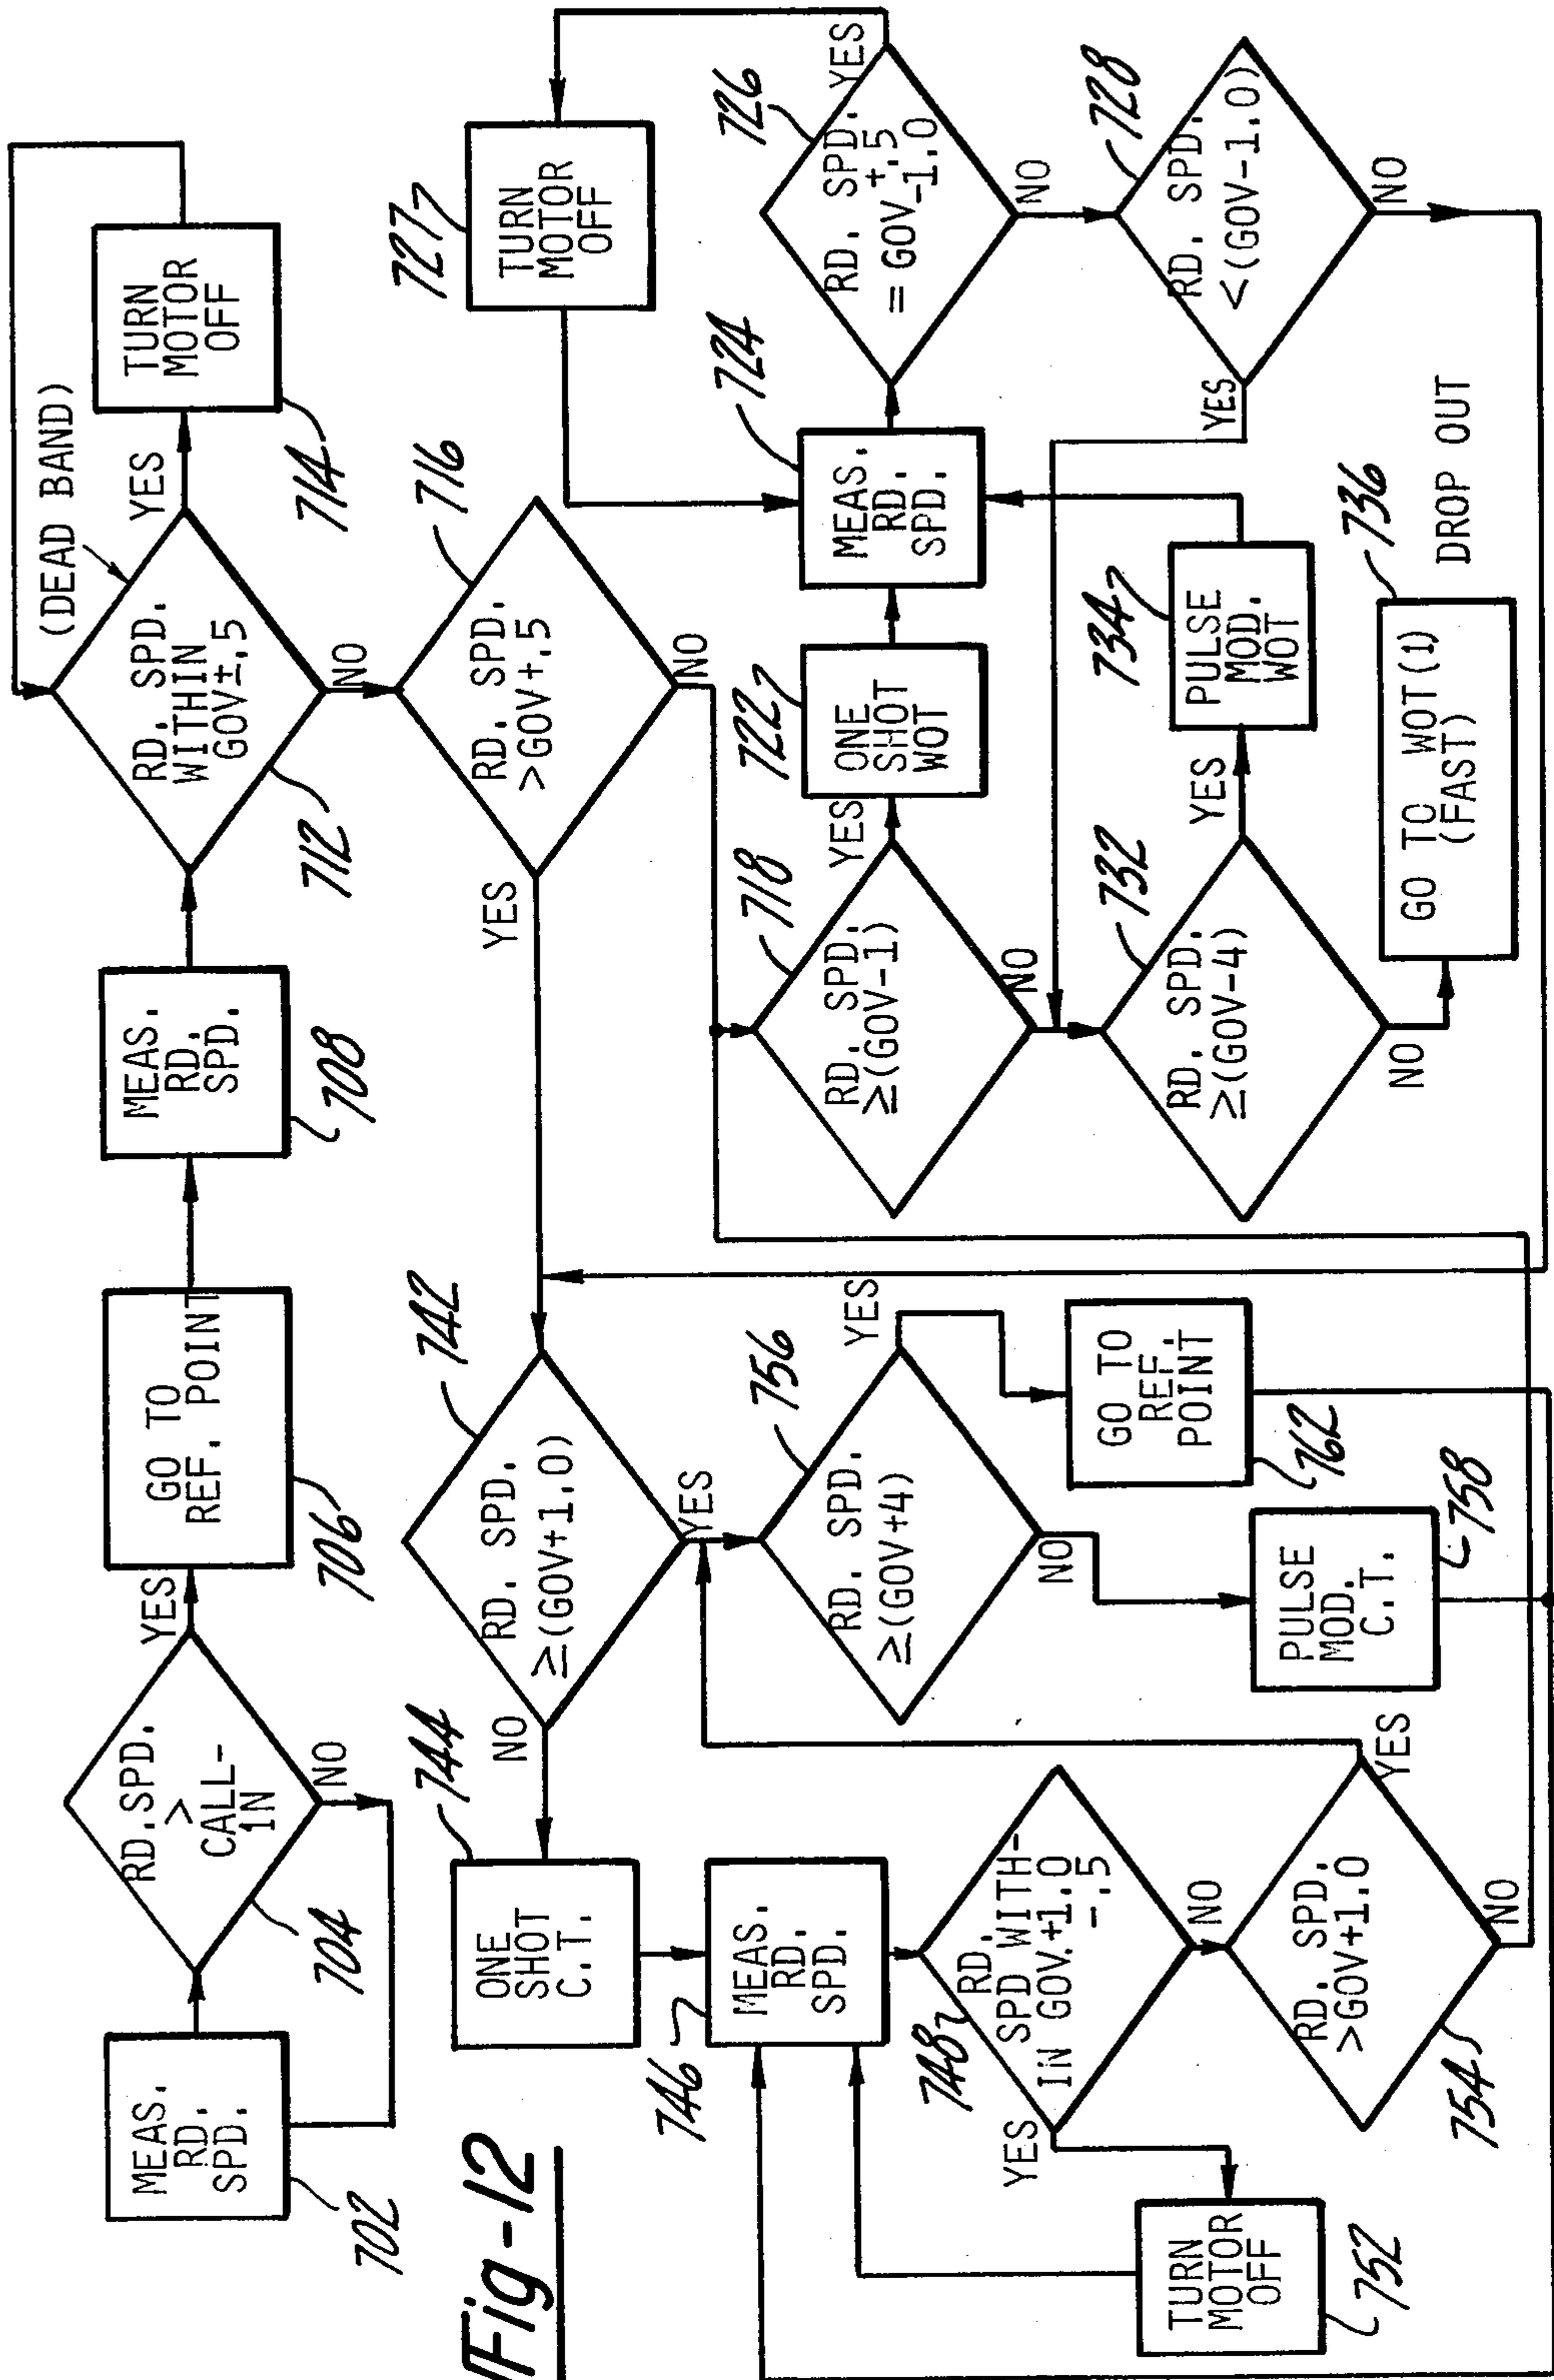 MEAS.
RD.
SPD.
702
RD.SPD.
>
CALL-
IN
704
YES
NO
GO TO
REF. POINT
706
MEAS.
RD.
SPD.
708
RD. SPD.
WITHIN
GOV±.5
712
(DEAD BAND)
YES
NO
TURN
MOTOR
OFF
714
RD. SPD.
>GOV+.5
716
YES
NO
RD. SPD.
≥(GOV-1)
718
YES
NO
ONE
SHOT
WOT
722
MEAS.
RD.
SPD.
724
RD. SPD.
+.5
= GOV-1.0
726
YES
NO
TURN
MOTOR
OFF
727
RD. SPD.
<(GOV-1.0)
728
YES
NO
RD. SPD.
≥(GOV-4)
732
YES
NO
PULSE
MOD.
WOT
734
GO TO WOT(1)
(FAST)
736
DROP OUT
RD. SPD.
≥(GOV+1.0)
742
NO
YES
ONE
SHOT
C.T.
744
MEAS.
RD.
SPD.
746
RD.
SPD WITH-
IN GOV.+1.0
-.5
748
YES
NO
TURN
MOTOR
OFF
752
RD. SPD.
>GOV+1.0
754
YES
NO
RD. SPD.
≥(GOV+4)
756
YES
NO
PULSE
MOD.
C.T.
758
GO TO
REF.
POINT
762
Fig-12